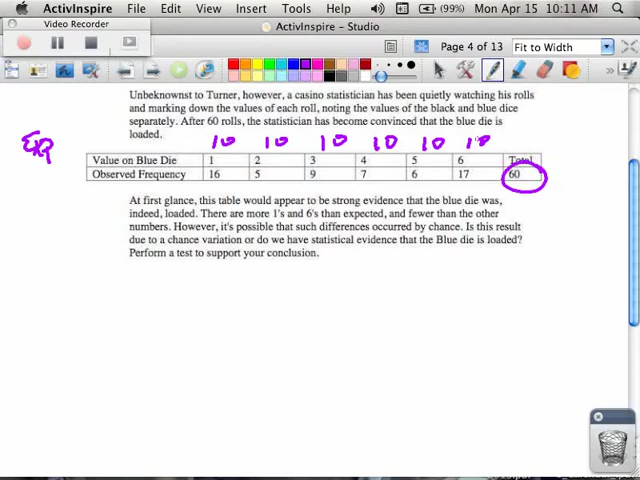 ActivInspire File Edit View Insert Tools Help (99%) Mon Apr 15 10:11 AM
Video Recorder
ActivInspire - Studio
Page 4 of 13 Fit to Width
Unbeknownst to Turner, however, a casino statistician has been quietly watching his rolls
and marking down the values of each roll, noting the values of the black and blue dice
separately. After 60 rolls, the statistician has become convinced that the blue die is
loaded.
EXP 10 10 10 10 10 10
Value on Blue Die 1 2 3 4 5 6 Total
Observed Frequency 16 5 9 7 6 17 60
At first glance, this table would appear to be strong evidence that the blue die was,
indeed, loaded. There are more 1's and 6's than expected, and fewer than the other
numbers. However, it's possible that such differences occurred by chance. Is this result
due to a chance variation or do we have statistical evidence that the Blue die is loaded?
Perform a test to support your conclusion.